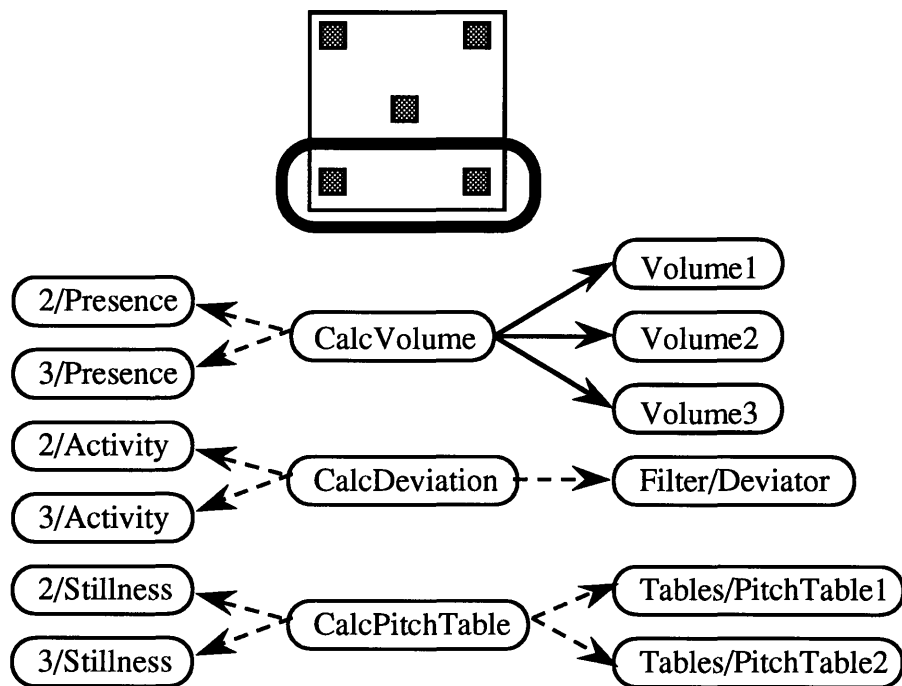 Volume1
2/Presence
CalcVolume
Volume2
3/Presence
Volume3
2/Activity
CalcDeviation
Filter/Deviator
3/Activity
2/Stillness
Tables/PitchTable1
CalcPitchTable
3/Stillness
Tables/PitchTable2